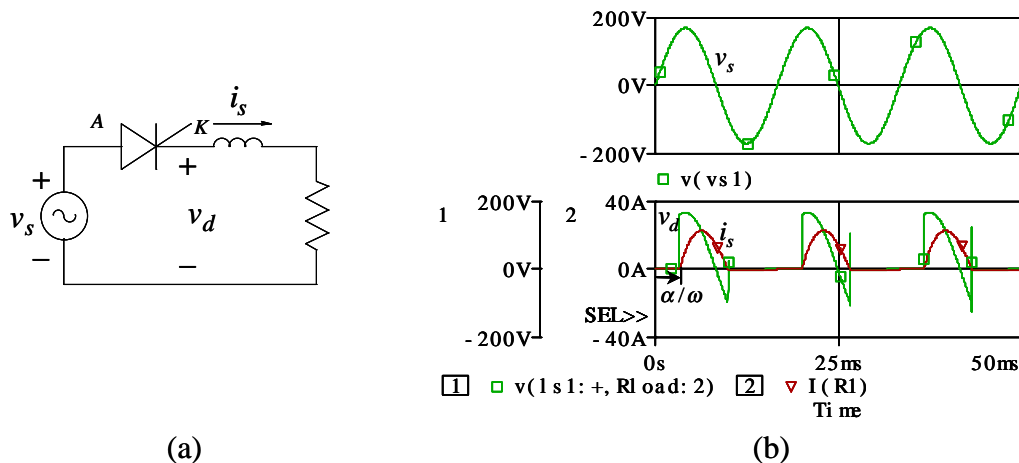 A
K
i_s
+
+
v_s
v_d
−
−
(a)
200V
v_s
0V
-200V
v(vs1)
1
200V
2
40A
v_d
i_s
0V
0A
α/ω
SEL>>
-200V
-40A
0s
25ms
50ms
1 v(ls1:+,Rload:2) 2 I(R1)
Time
(b)